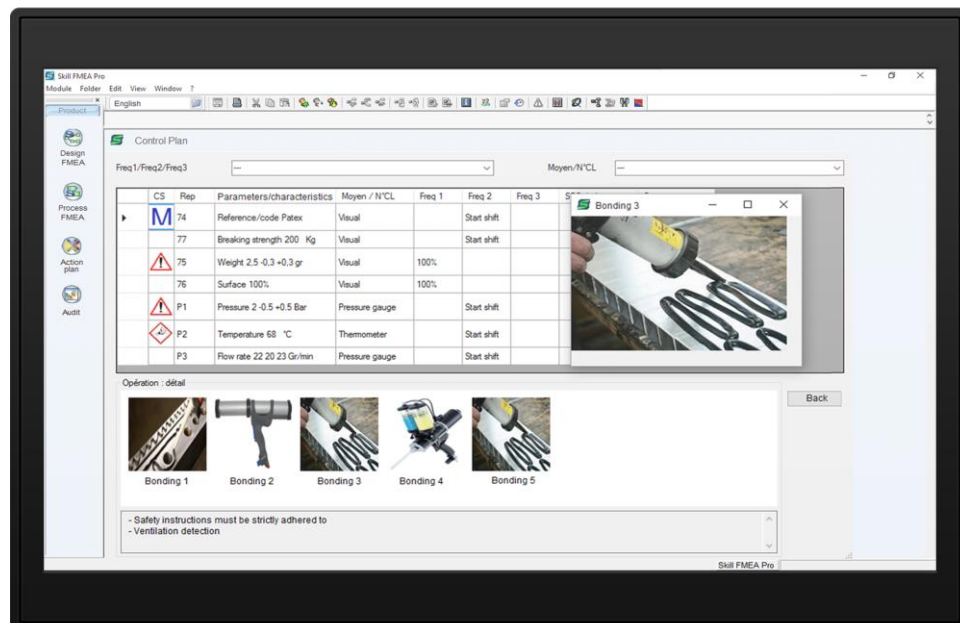 Skill FMEA Pro
Module Folder Edit View Window ?
Product
English
Design
FMEA
Process
FMEA
Action
plan
Audit
Control Plan
Freq1/Freq2/Freq3 --- Moyen/N°CL ---
CS Rep Parameters/characteristics Moyen / N°CL Freq 1 Freq 2 Freq 3
M 74 Reference/code Patex Visual Start shift
77 Breaking strength 200 Kg Visual Start shift
75 Weight 2,5 -0,3 +0,3 gr Visual 100%
76 Surface 100% Visual 100%
P1 Pressure 2 -0.5 +0.5 Bar Pressure gauge Start shift
P2 Temperature 68 °C Thermometer Start shift
P3 Flow rate 22 20 23 Gr/min Pressure gauge Start shift
Bonding 3
Opération : détail
Bonding 1 Bonding 2 Bonding 3 Bonding 4 Bonding 5
Back
- Safety instructions must be strictly adhered to
- Ventilation detection
Skill FMEA Pro